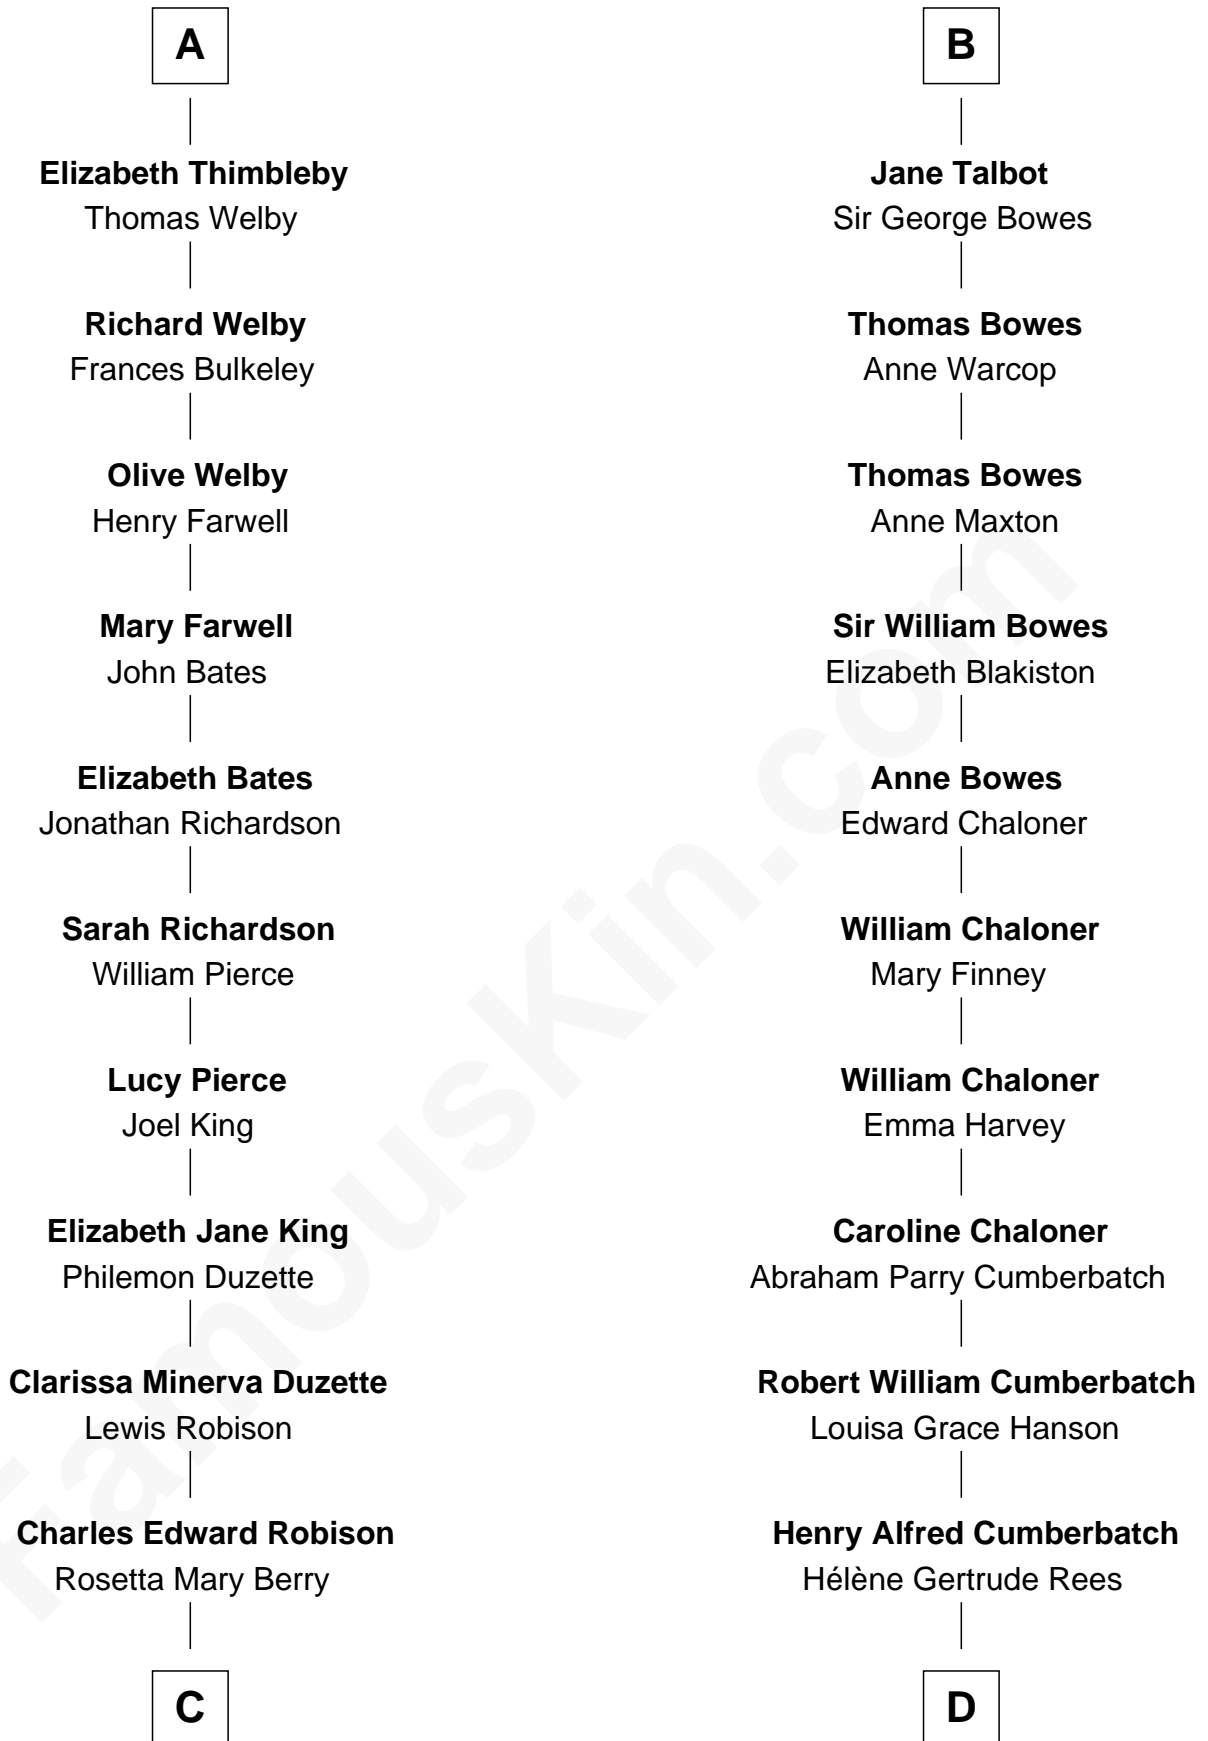 A
Elizabeth Thimbleby
Thomas Welby
Richard Welby
Frances Bulkeley
Olive Welby
Henry Farwell
Mary Farwell
John Bates
Elizabeth Bates
Jonathan Richardson
Sarah Richardson
William Pierce
Lucy Pierce
Joel King
Elizabeth Jane King
Philemon Duzette
Clarissa Minerva Duzette
Lewis Robison
Charles Edward Robison
Rosetta Mary Berry
C
B
Jane Talbot
Sir George Bowes
Thomas Bowes
Anne Warcop
Thomas Bowes
Anne Maxton
Sir William Bowes
Elizabeth Blakiston
Anne Bowes
Edward Chaloner
William Chaloner
Mary Finney
William Chaloner
Emma Harvey
Caroline Chaloner
Abraham Parry Cumberbatch
Robert William Cumberbatch
Louisa Grace Hanson
Henry Alfred Cumberbatch
Hélène Gertrude Rees
D
FamousKin.com